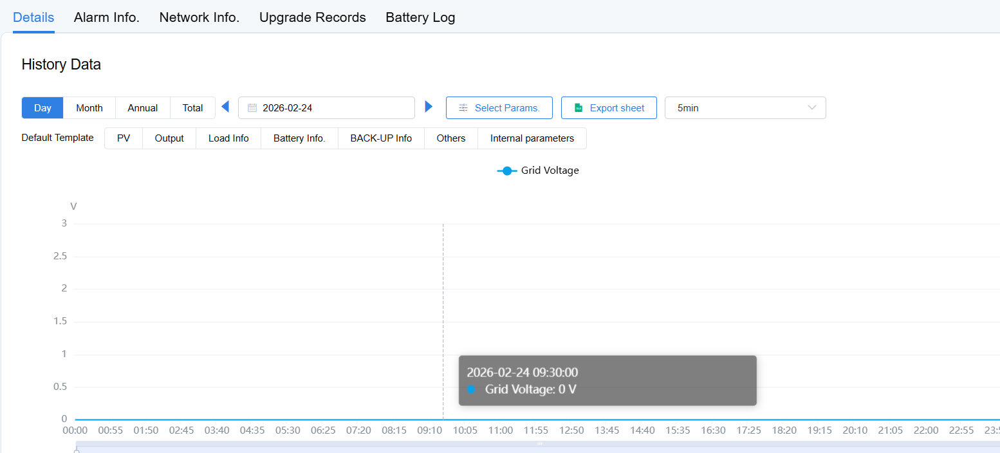 Details Alarm Info. Network Info. Upgrade Records Battery Log
History Data
Day Month Annual Total 2026-02-24 Select Params. Export sheet 5min
Default Template PV Output Load Info Battery Info. BACK-UP Info Others Internal parameters
Grid Voltage
V
3
2.5
2
1.5
1
2026-02-24 09:30:00
0.5
Grid Voltage: 0 V
0
00:00 00:55 01:50 02:45 03:40 04:35 05:30 06:25 07:20 08:15 09:10 10:05 11:00 11:55 12:50 13:45 14:40 15:35 16:30 17:25 18:20 19:15 20:10 21:05 22:00 22:55